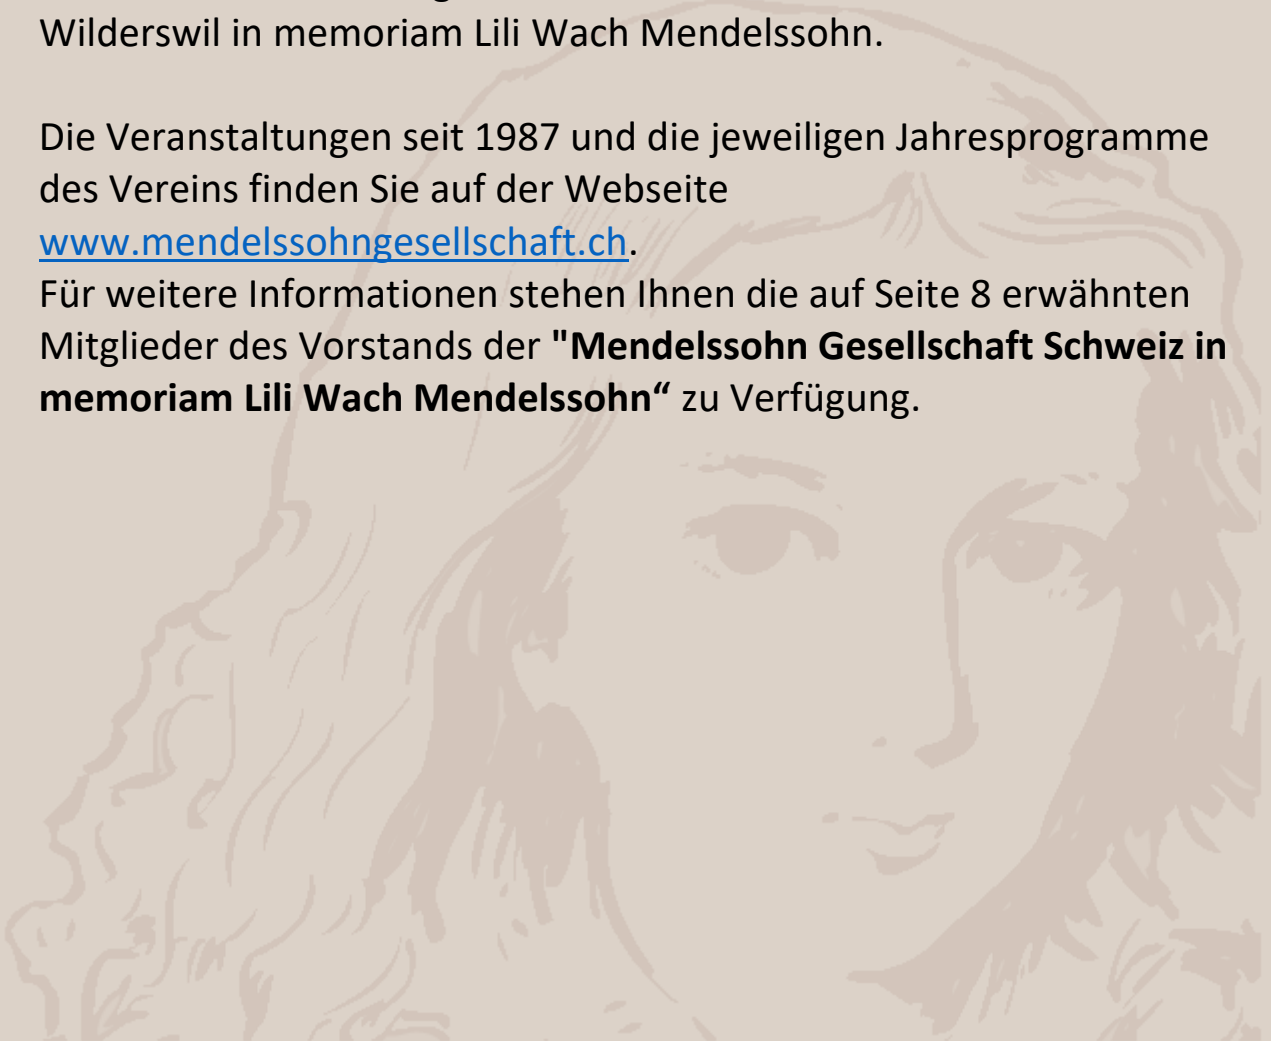 Wilderswil in memoriam Lili Wach Mendelssohn.
Die Veranstaltungen seit 1987 und die jeweiligen Jahresprogramme
des Vereins finden Sie auf der Webseite
www.mendelssohngesellschaft.ch.
Für weitere Informationen stehen Ihnen die auf Seite 8 erwähnten
Mitglieder des Vorstands der "Mendelssohn Gesellschaft Schweiz in
memoriam Lili Wach Mendelssohn“ zu Verfügung.